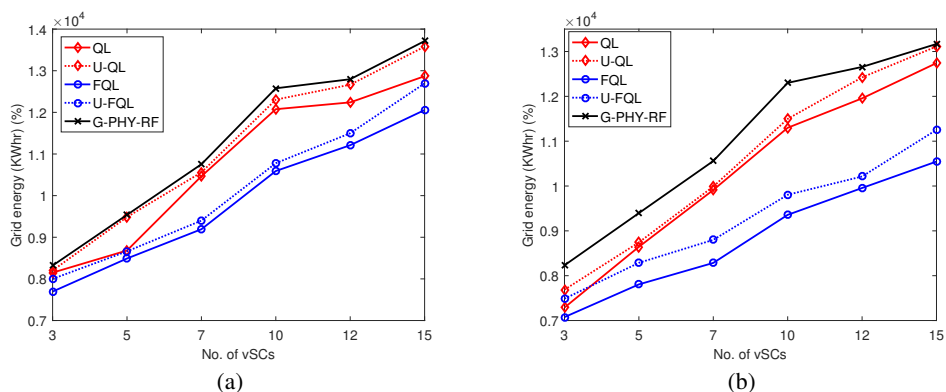 ×10⁴
1.4
1.3
1.2
1.1
1
0.9
0.8
0.7
Grid energy (KWhr) (%)
QL
U-QL
FQL
U-FQL
G-PHY-RF
3 5 7 10 12 15
No. of vSCs
(a)
×10⁴
1.3
1.2
1.1
1
0.9
0.8
0.7
Grid energy (KWhr) (%)
QL
U-QL
FQL
U-FQL
G-PHY-RF
3 5 7 10 12 15
No. of vSCs
(b)